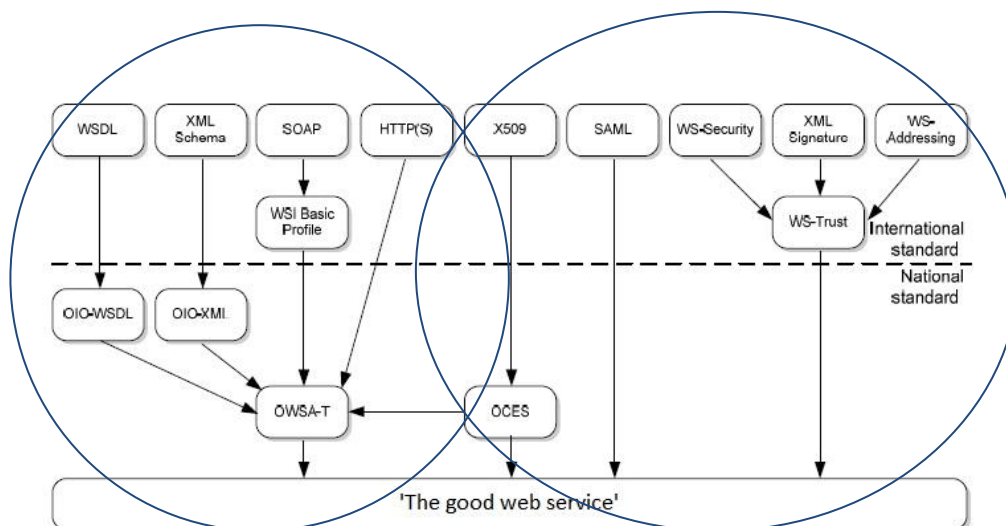 WSDL
XML
Schema
SOAP
HTTP(S)
X509
SAML
WS-Security
XML
Signature
WS-
Addressing
WSI Basic
Profile
WS-Trust
International
standard
National
standard
OIO-WSDL
OIO-XML
OWSA-T
OCES
'The good web service'